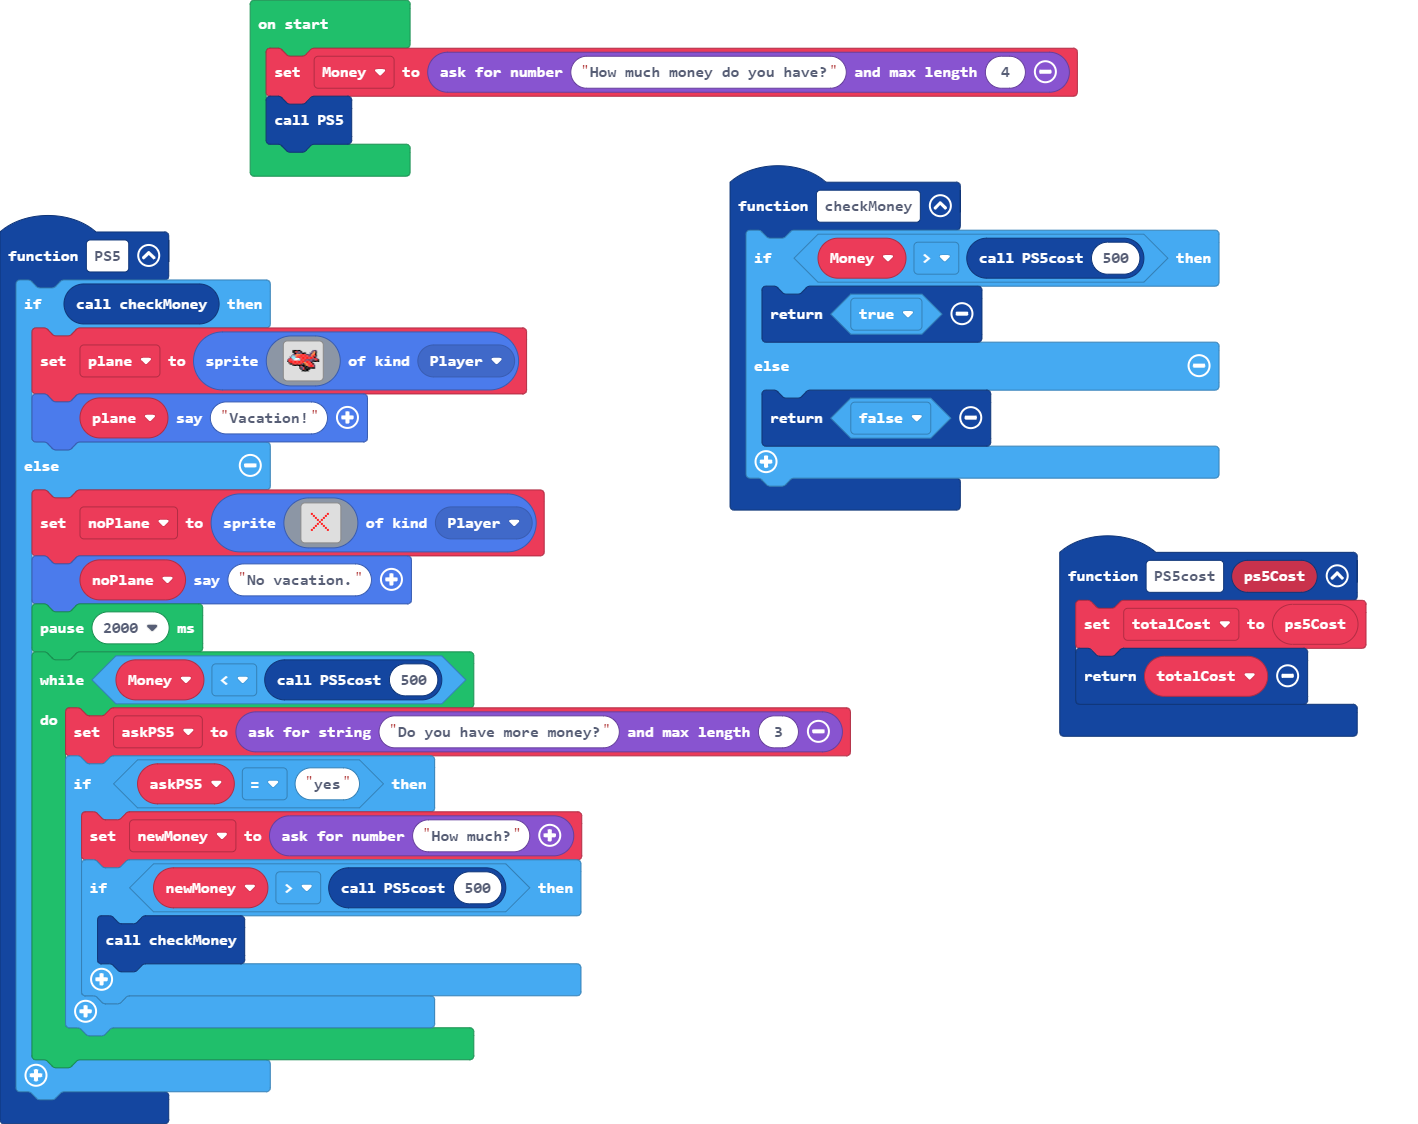 on start
set Money to ask for number "How much money do you have?" and max length 4
call PS5
function PS5
if call checkMoney then
set plane to sprite of kind Player
plane say "Vacation!"
else
set noPlane to sprite of kind Player
noPlane say "No vacation."
pause 2000 ms
while Money < call PS5cost 500
do set askPS5 to ask for string "Do you have more money?" and max length 3
if askPS5 = "yes" then
set newMoney to ask for number "How much?"
if newMoney > call PS5cost 500 then
call checkMoney
function checkMoney
if Money > call PS5cost 500 then
return true
else
return false
function PS5cost ps5Cost
set totalCost to ps5Cost
return totalCost